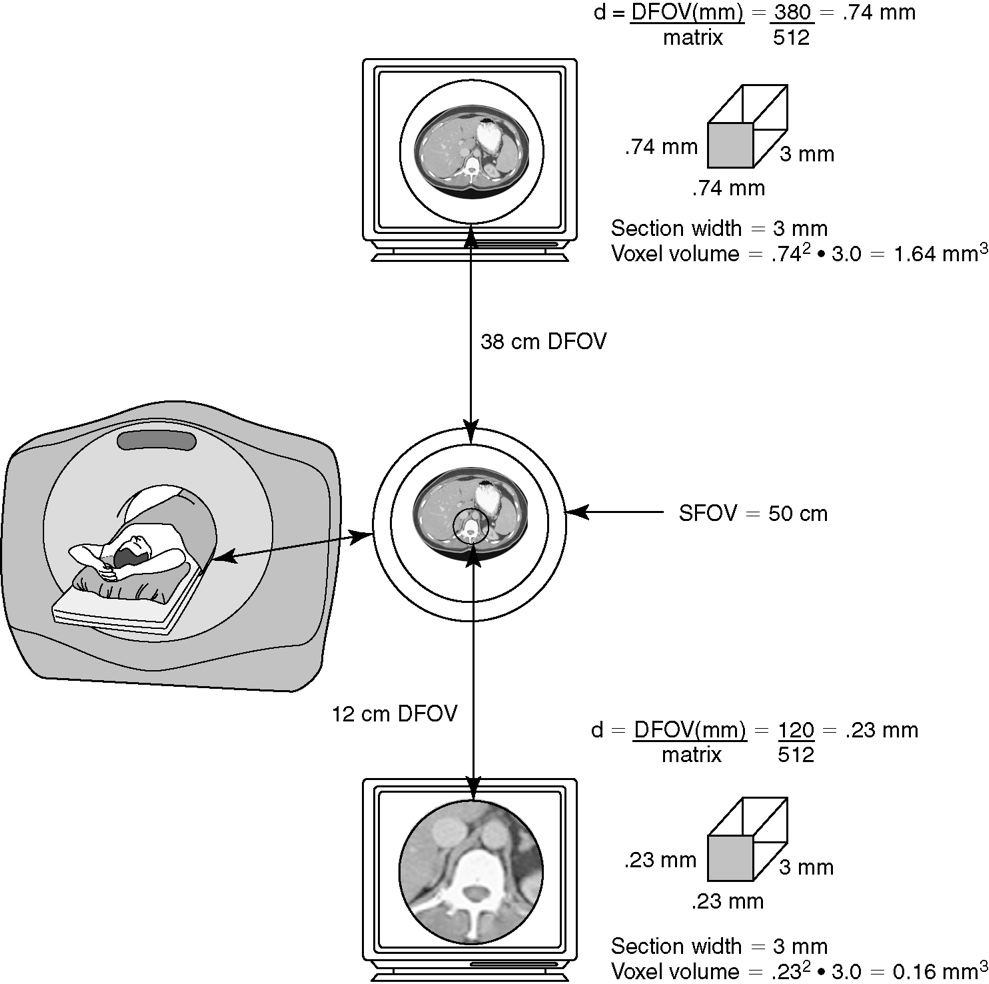 d = DFOV(mm) = 380 = .74 mm
matrix 512
.74 mm
3 mm
.74 mm
Section width = 3 mm
Voxel volume = .74² • 3.0 = 1.64 mm³
38 cm DFOV
SFOV = 50 cm
12 cm DFOV
d = DFOV(mm) = 120 = .23 mm
matrix 512
.23 mm
3 mm
.23 mm
Section width = 3 mm
Voxel volume = .23² • 3.0 = 0.16 mm³